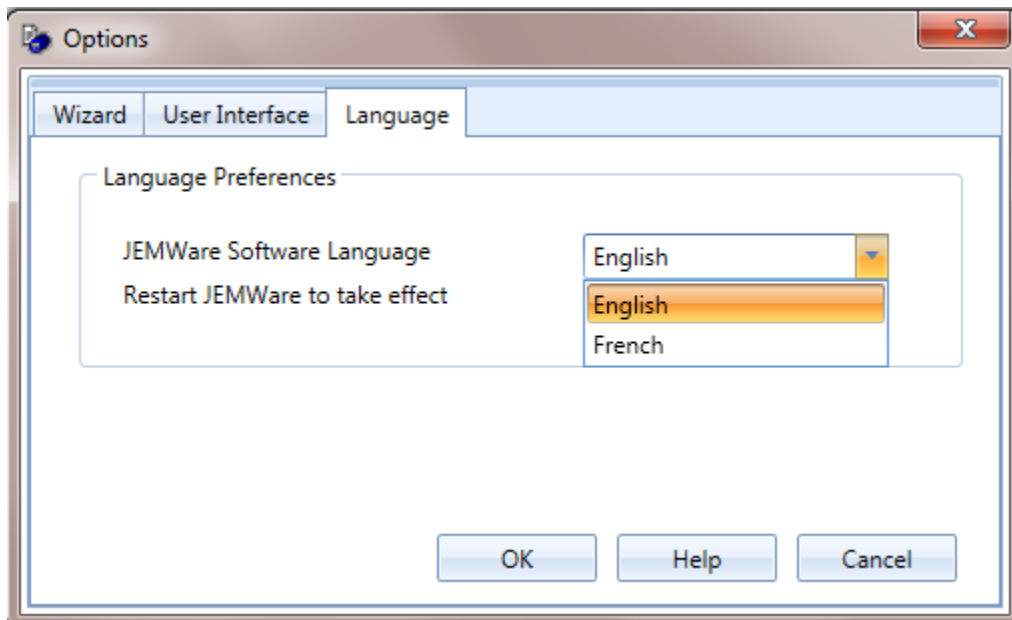 Options
Wizard User Interface Language
Language Preferences
JEMWare Software Language English
Restart JEMWare to take effect
English
French
OK Help Cancel